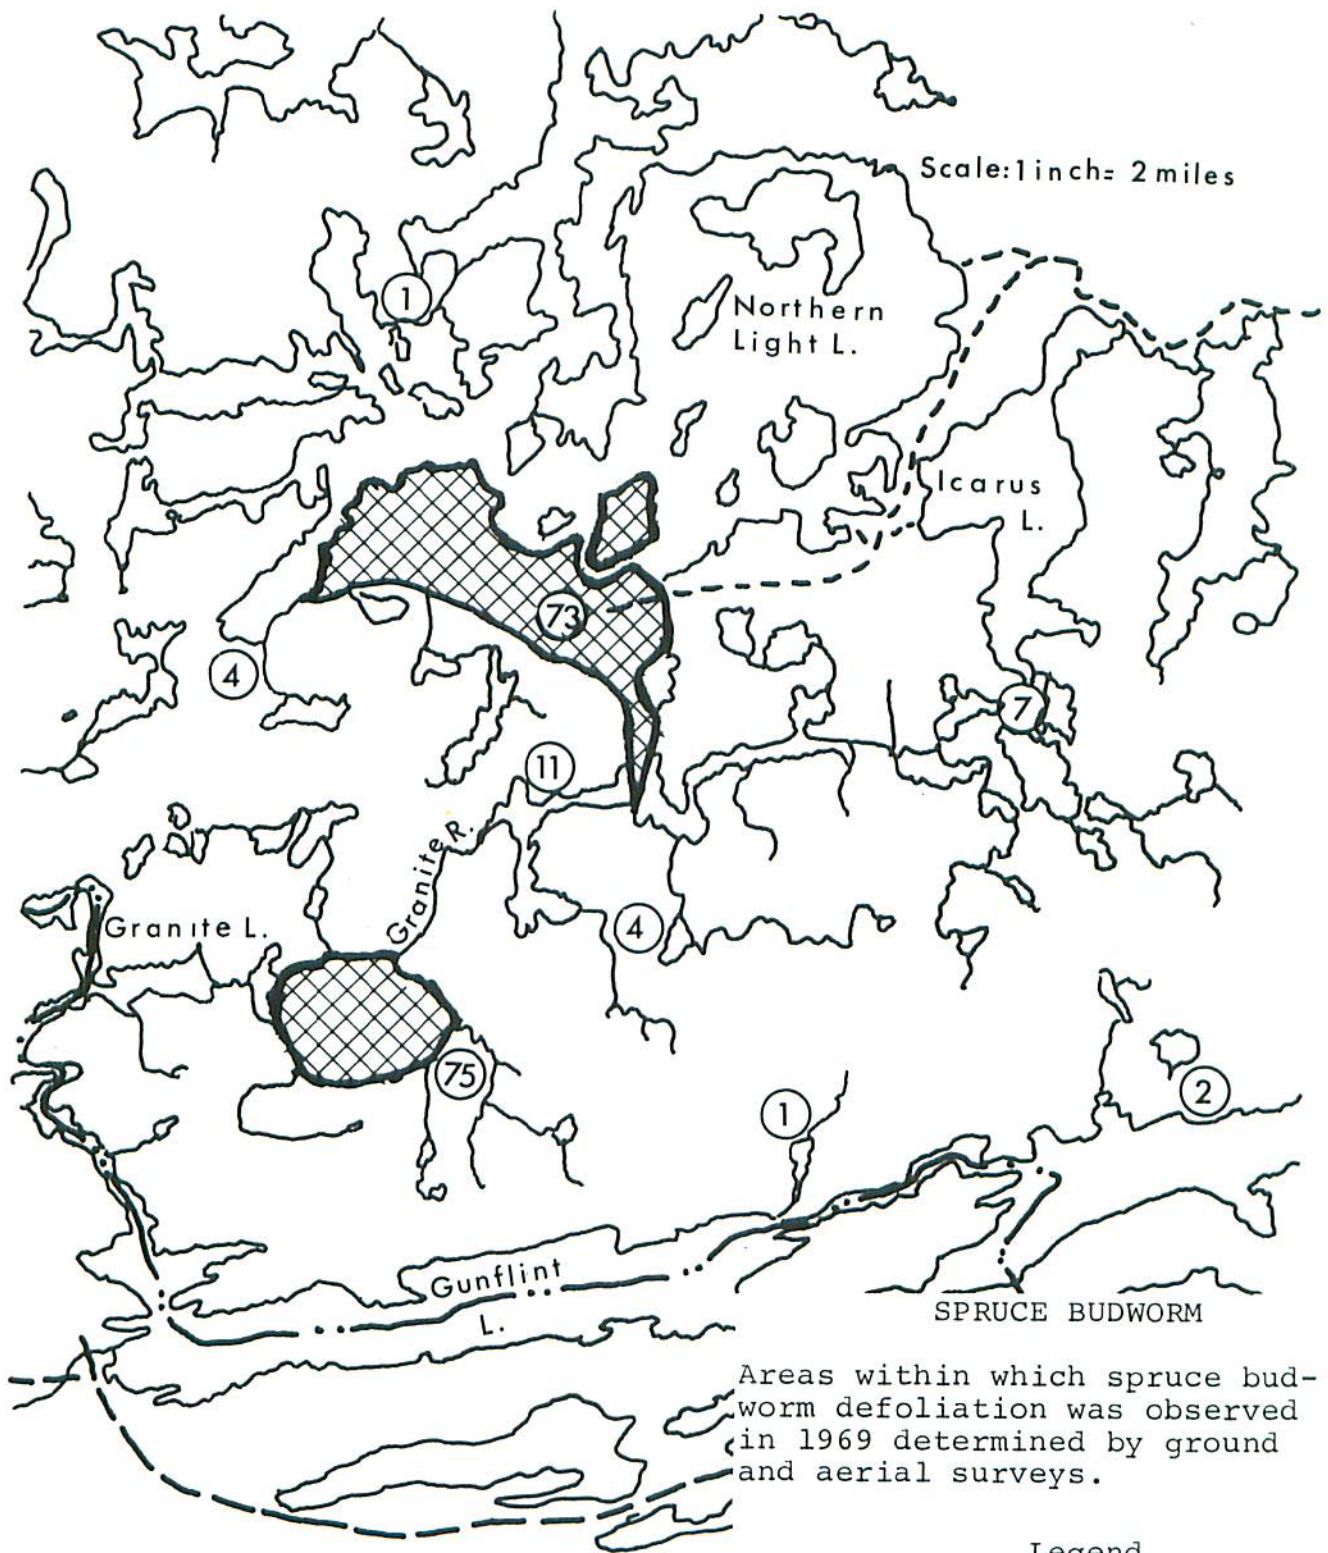 Scale:1 inch= 2 miles
1
Northern
Light L.
Icarus
L.
73
4
7
11
Granite R.
Granite L.
4
75
1
2
Gunflint
L.
SPRUCE BUDWORM
Areas within which spruce bud-
worm defoliation was observed
in 1969 determined by ground
and aerial surveys.
Legend